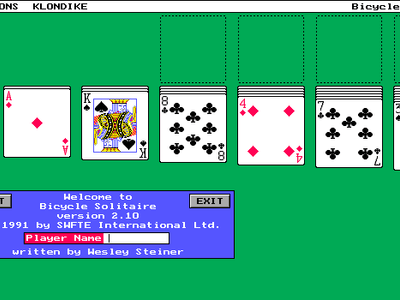 ONS KLONDIKE Bicycle
A
K
8
4
7
A
K
8
4
7
T
Welcome to
EXIT
Bicycle Solitaire
version 2.10
1991 by SWFTE International Ltd.
Player Name
written by Wesley Steiner